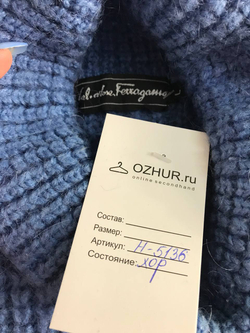 Salvatore Ferragamo
OZHUR.ru
online secondhand
Состав:
Размер:
Артикул: Н-5136
Состояние: хор